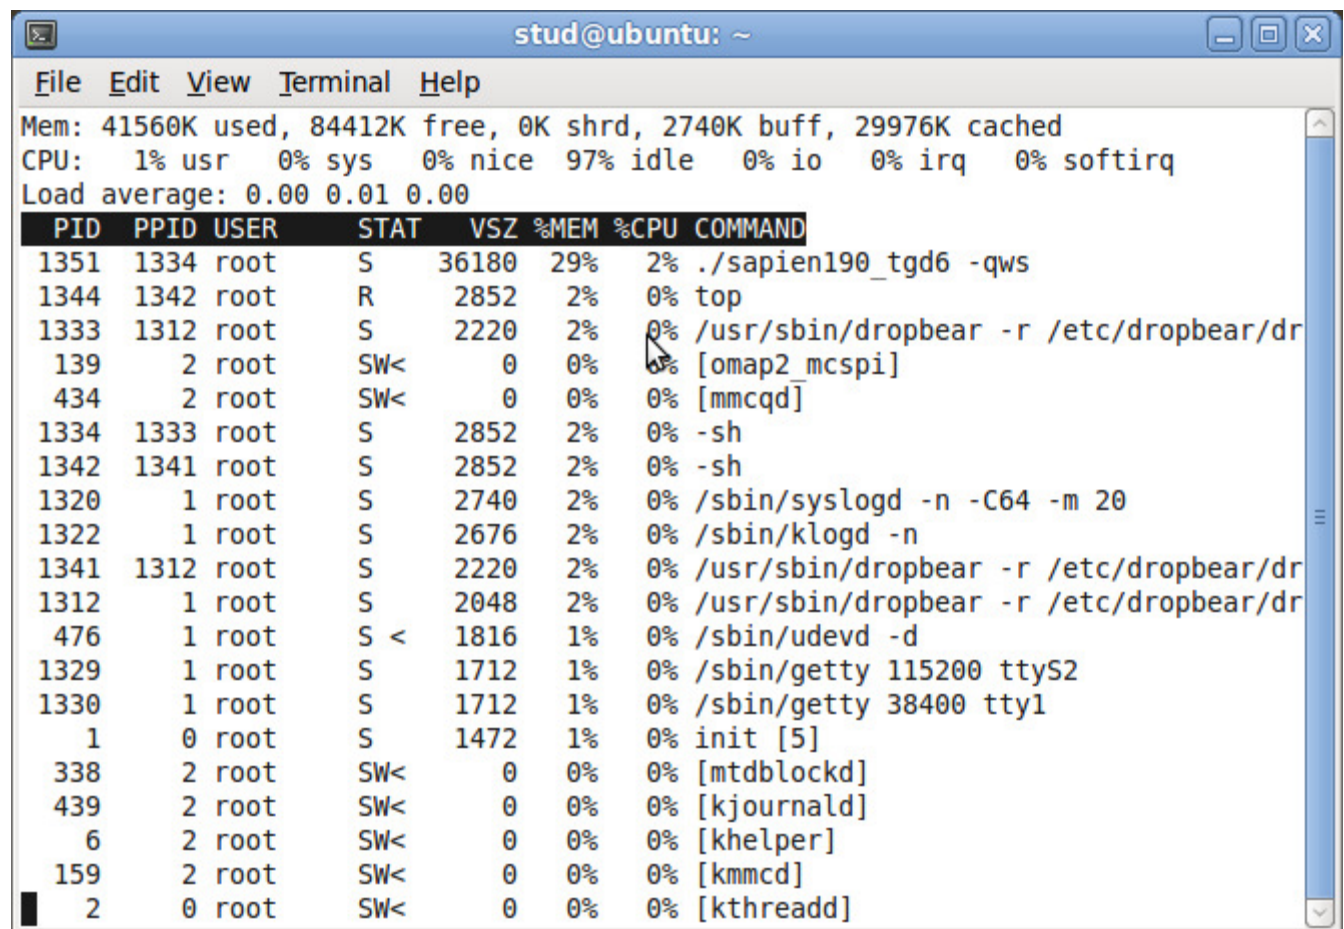 stud@ubuntu: ~
File Edit View Terminal Help
Mem: 41560K used, 84412K free, 0K shrd, 2740K buff, 29976K cached
CPU:   1% usr   0% sys   0% nice  97% idle   0% io   0% irq   0% softirq
Load average: 0.00 0.01 0.00
  PID  PPID USER     STAT   VSZ %MEM %CPU COMMAND
 1351  1334 root     S    36180  29%   2% ./sapien190_tgd6 -qws
 1344  1342 root     R     2852   2%   0% top
 1333  1312 root     S     2220   2%   0% /usr/sbin/dropbear -r /etc/dropbear/dr
  139     2 root     SW<      0   0%   0% [omap2_mcspi]
  434     2 root     SW<      0   0%   0% [mmcqd]
 1334  1333 root     S     2852   2%   0% -sh
 1342  1341 root     S     2852   2%   0% -sh
 1320     1 root     S     2740   2%   0% /sbin/syslogd -n -C64 -m 20
 1322     1 root     S     2676   2%   0% /sbin/klogd -n
 1341  1312 root     S     2220   2%   0% /usr/sbin/dropbear -r /etc/dropbear/dr
 1312     1 root     S     2048   2%   0% /usr/sbin/dropbear -r /etc/dropbear/dr
  476     1 root     S <   1816   1%   0% /sbin/udevd -d
 1329     1 root     S     1712   1%   0% /sbin/getty 115200 ttyS2
 1330     1 root     S     1712   1%   0% /sbin/getty 38400 tty1
    1     0 root     S     1472   1%   0% init [5]
  338     2 root     SW<      0   0%   0% [mtdblockd]
  439     2 root     SW<      0   0%   0% [kjournald]
    6     2 root     SW<      0   0%   0% [khelper]
  159     2 root     SW<      0   0%   0% [kmmcd]
    2     0 root     SW<      0   0%   0% [kthreadd]